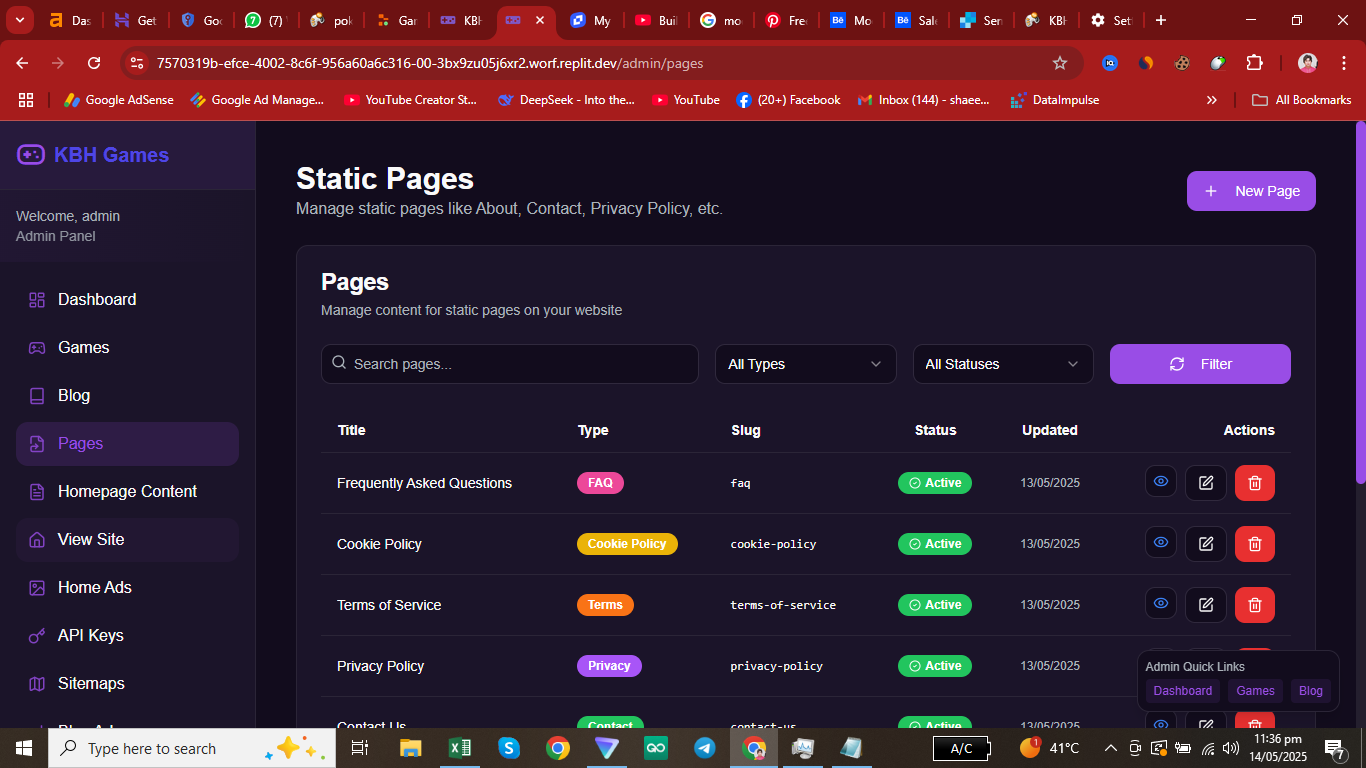 Das
Get
Goo
(7)
pok
Gar
KBH
My
Buil
mo
Fre
Mo
Sale
Sen
KBH
Set
7570319b-efce-4002-8c6f-956a60a6c316-00-3bx9zu05j6xr2.worf.replit.dev/admin/pages
Google AdSense
Google Ad Manage...
YouTube Creator St...
DeepSeek - Into the...
YouTube
(20+) Facebook
Inbox (144) - shaee...
DataImpulse
All Bookmarks
KBH Games
Welcome, admin
Admin Panel
Dashboard
Games
Blog
Pages
Homepage Content
View Site
Home Ads
API Keys
Sitemaps
Static Pages
Manage static pages like About, Contact, Privacy Policy, etc.
New Page
Pages
Manage content for static pages on your website
Search pages...
All Types
All Statuses
Filter
Title Type Slug Status Updated Actions
Frequently Asked Questions FAQ faq Active 13/05/2025
Cookie Policy Cookie Policy cookie-policy Active 13/05/2025
Terms of Service Terms terms-of-service Active 13/05/2025
Privacy Policy Privacy privacy-policy Active 13/05/2025
Contact Us Contact contact-us Active 13/05/2025
Admin Quick Links
Dashboard Games Blog
Type here to search
A/C
1
41°C
11:36 pm
14/05/2025
7